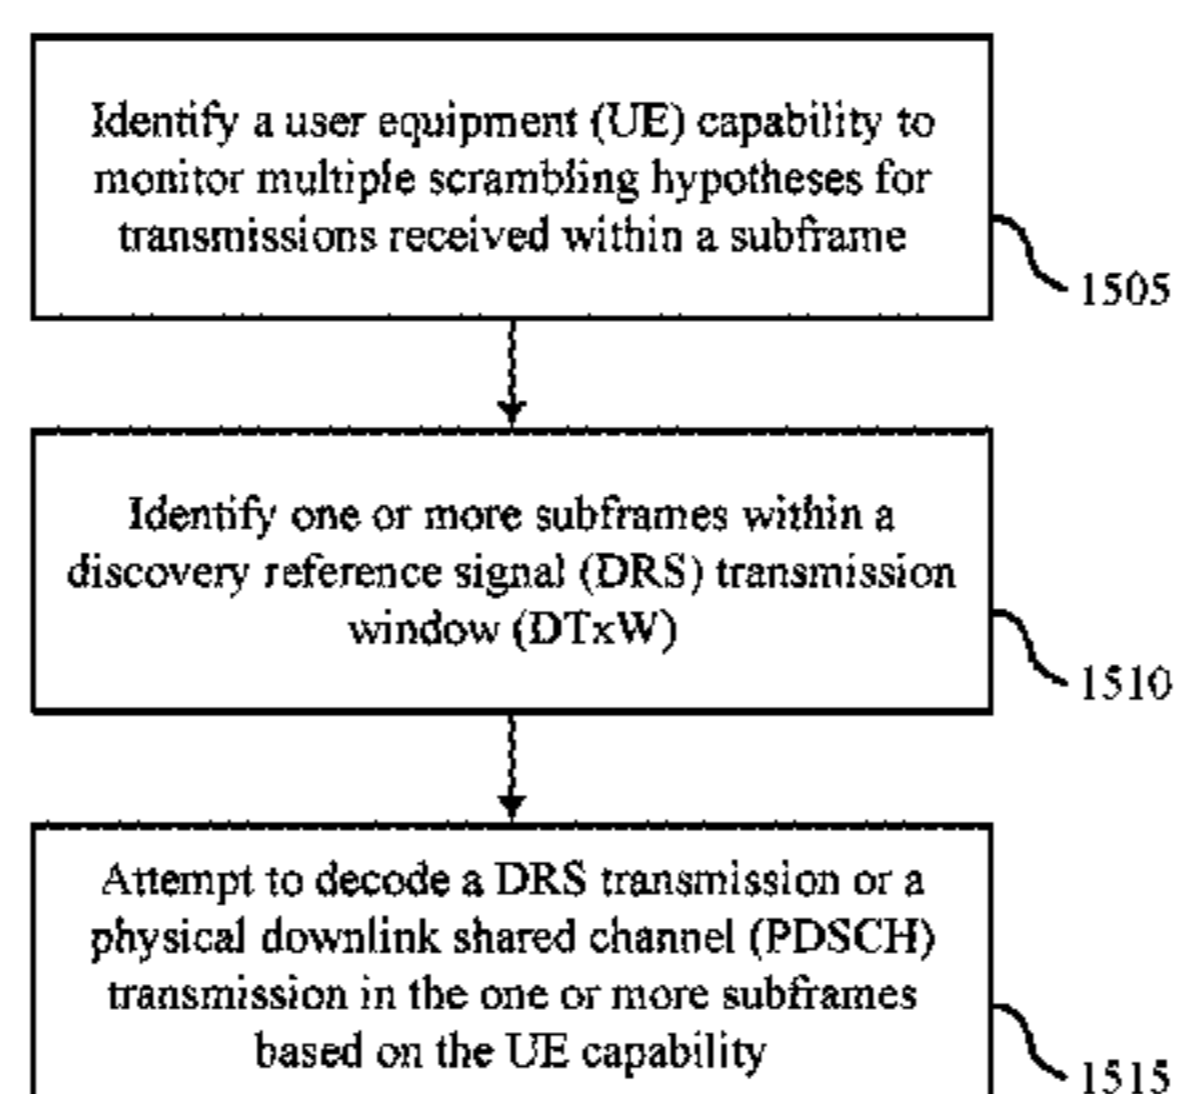 Identify a user equipment (UE) capability to
monitor multiple scrambling hypotheses for
transmissions received within a subframe
1505
Identify one or more subframes within a
discovery reference signal (DRS) transmission
window (DTxW)
1510
Attempt to decode a DRS transmission or a
physical downlink shared channel (PDSCH)
transmission in the one or more subframes
based on the UE capability
1515